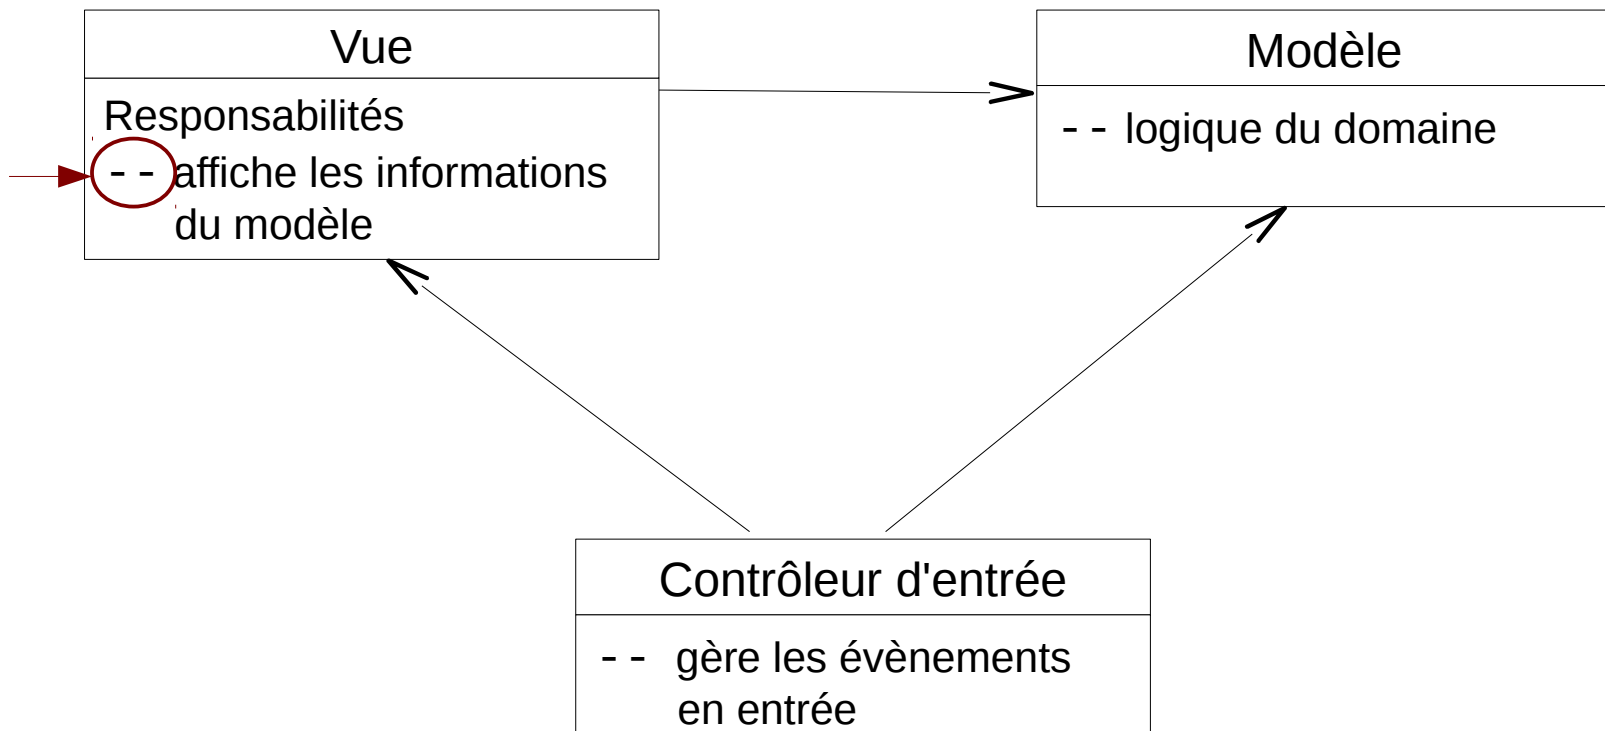 Vue
Responsabilités
- - affiche les informations
du modèle
Modèle
- - logique du domaine
Contrôleur d'entrée
- - gère les évènements
en entrée